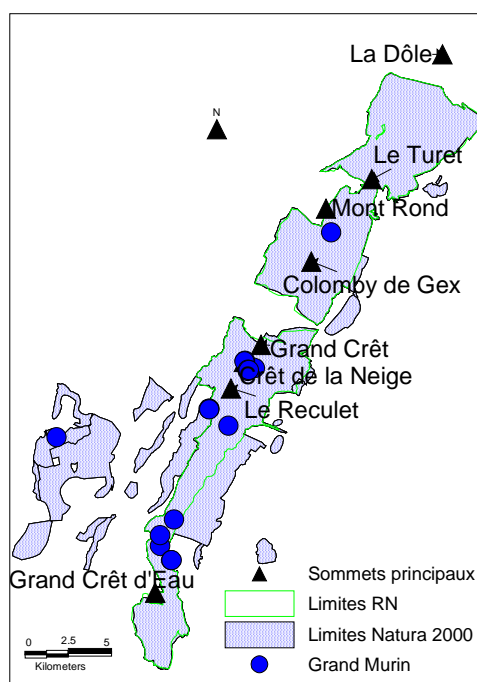 La Dôle
N
Le Turet
Mont Rond
Colomby de Gex
Grand Crêt
Crêt de la Neige
Le Reculet
Grand Crêt d'Eau
Sommets principaux
Limites RN
0 2.5 5
Limites Natura 2000
Kilometers
Grand Murin